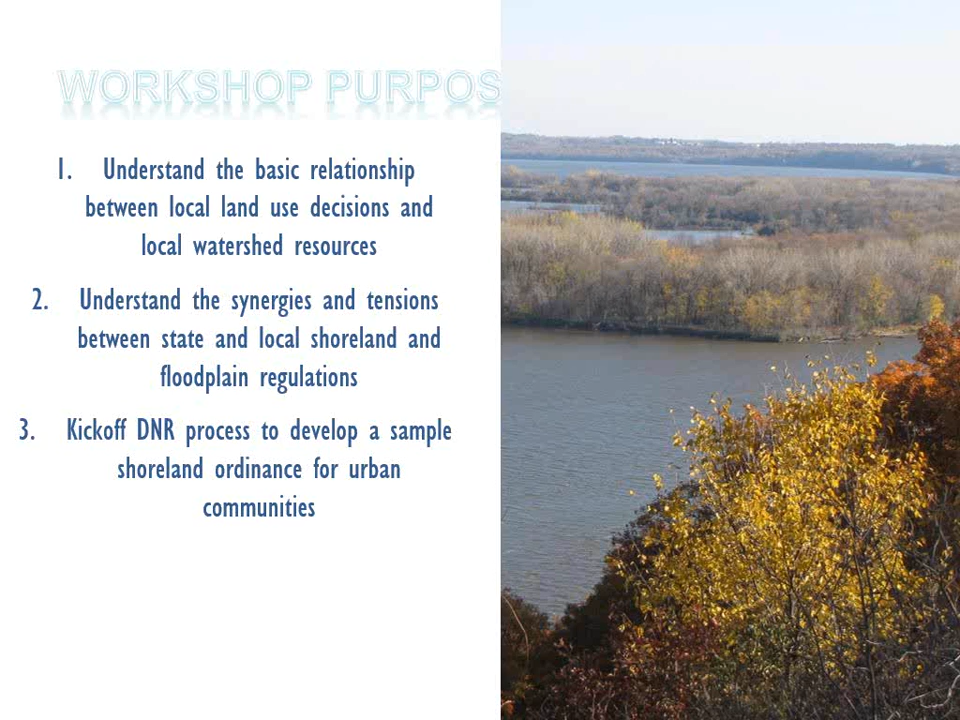 WORKSHOP PURPOS
1. Understand the basic relationship
between local land use decisions and
local watershed resources
2. Understand the synergies and tensions
between state and local shoreland and
floodplain regulations
3. Kickoff DNR process to develop a sample
shoreland ordinance for urban
communities